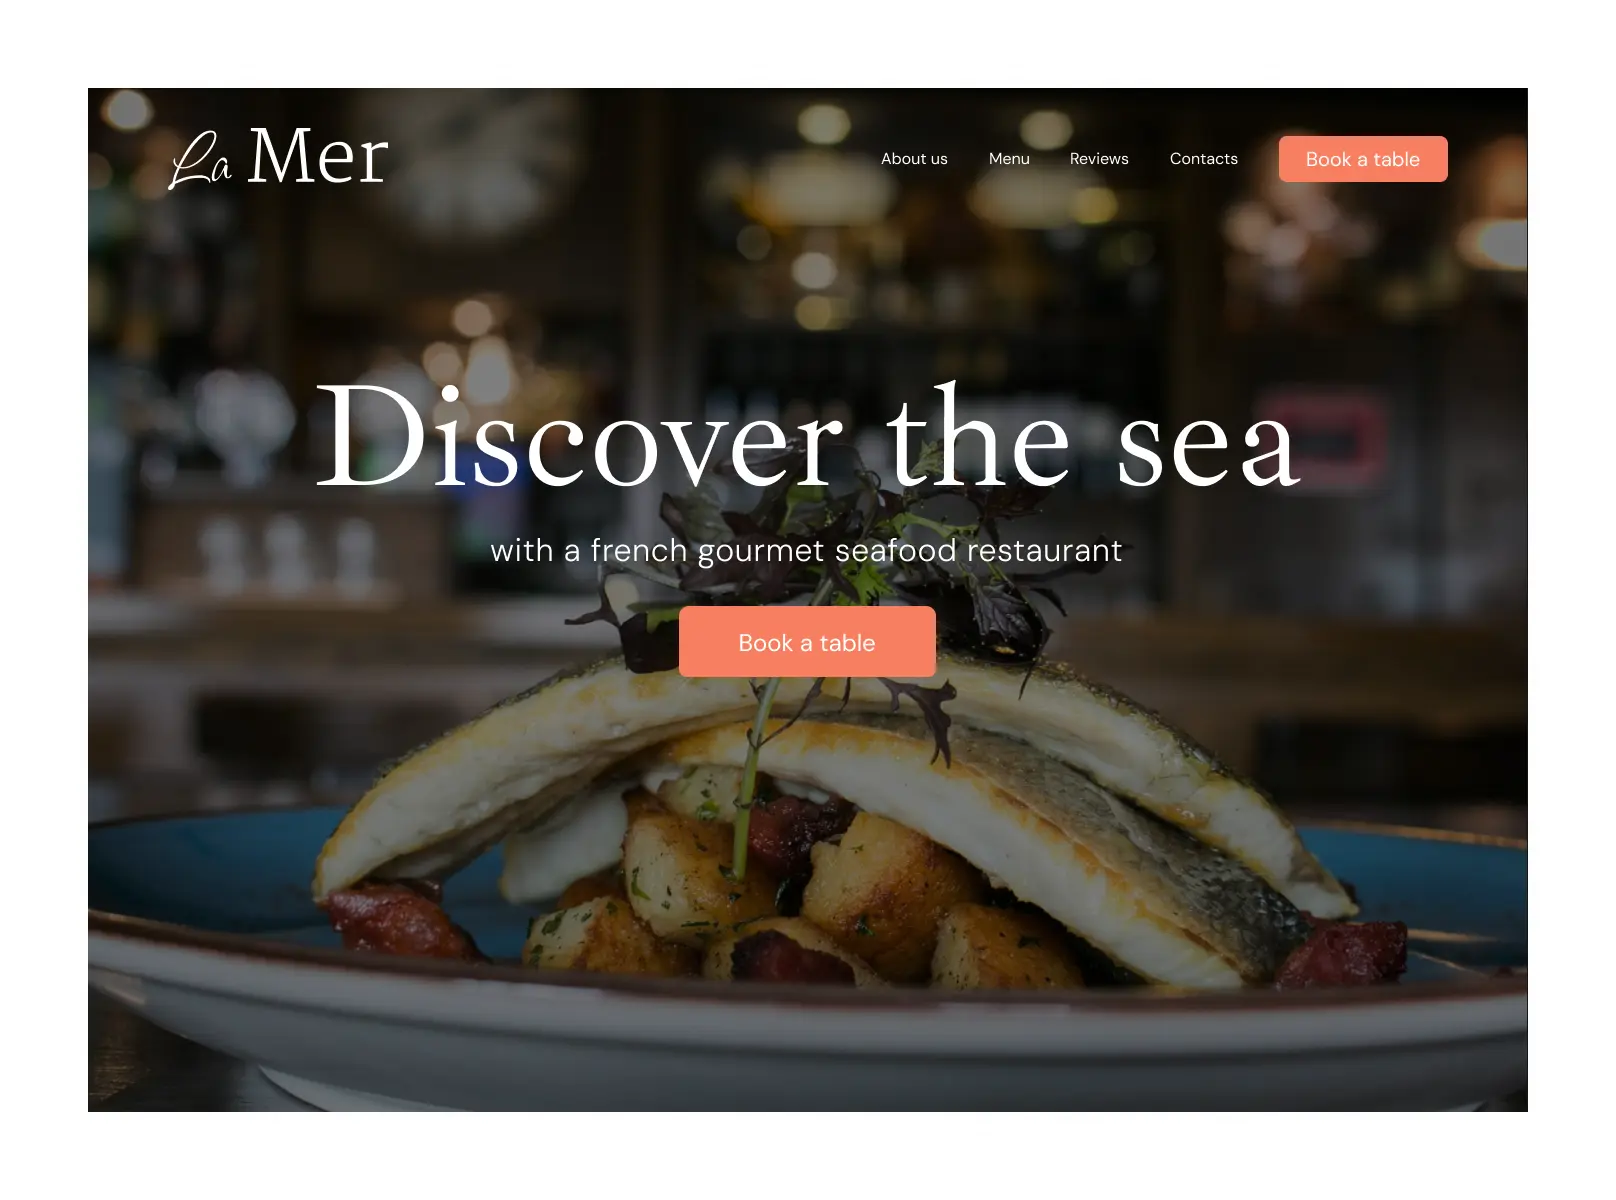 La Mer
About us
Menu
Reviews
Contacts
Book a table
Discover the sea
with a french gourmet seafood restaurant
Book a table